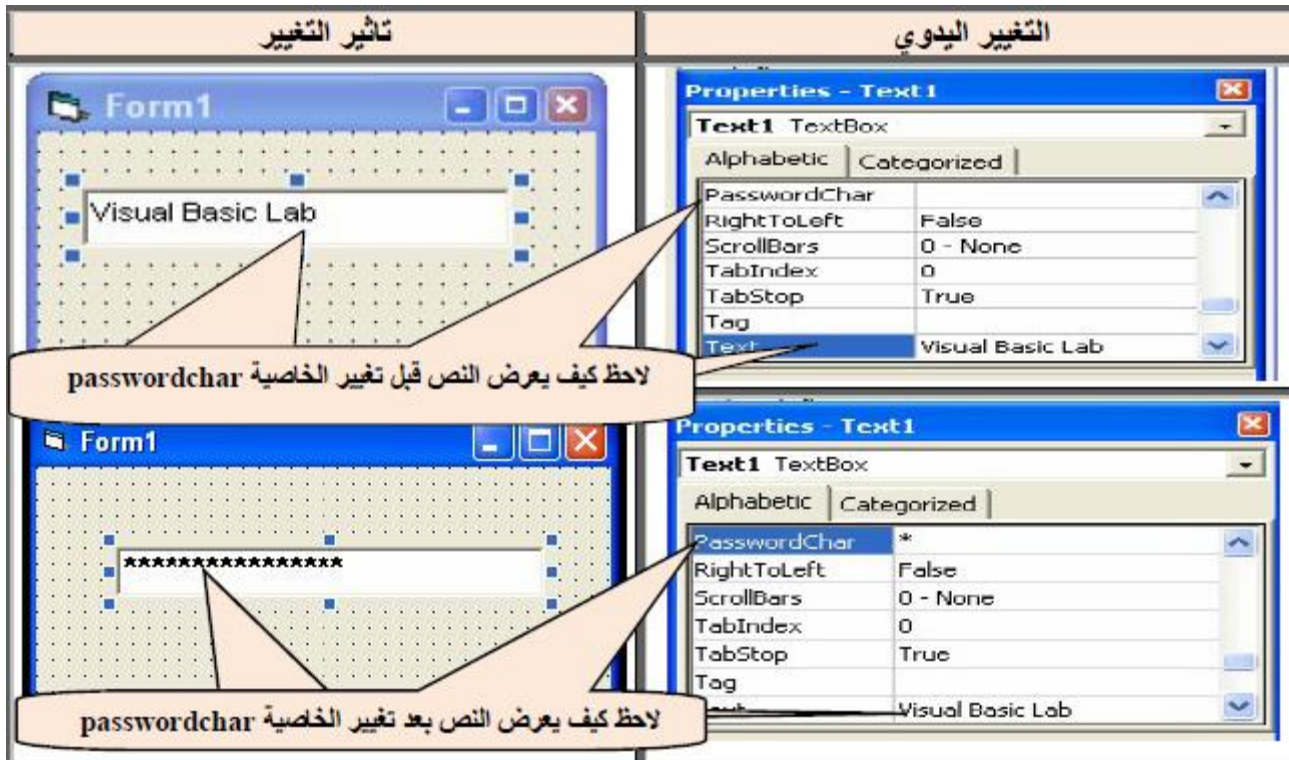 التغيير اليدوي
تاثير التغيير
Properties - Text1
Text1 TextBox
Alphabetic Categorized
PasswordChar
RightToLeft False
ScrollBars 0 - None
TabIndex 0
TabStop True
Tag
Text Visual Basic Lab
Form1
Visual Basic Lab
لاحظ كيف يعرض النص قبل تغيير الخاصية passwordchar
Properties - Text1
Text1 TextBox
Alphabetic Categorized
PasswordChar *
RightToLeft False
ScrollBars 0 - None
TabIndex 0
TabStop True
Tag
Visual Basic Lab
Form1
****************
لاحظ كيف يعرض النص بعد تغيير الخاصية passwordchar